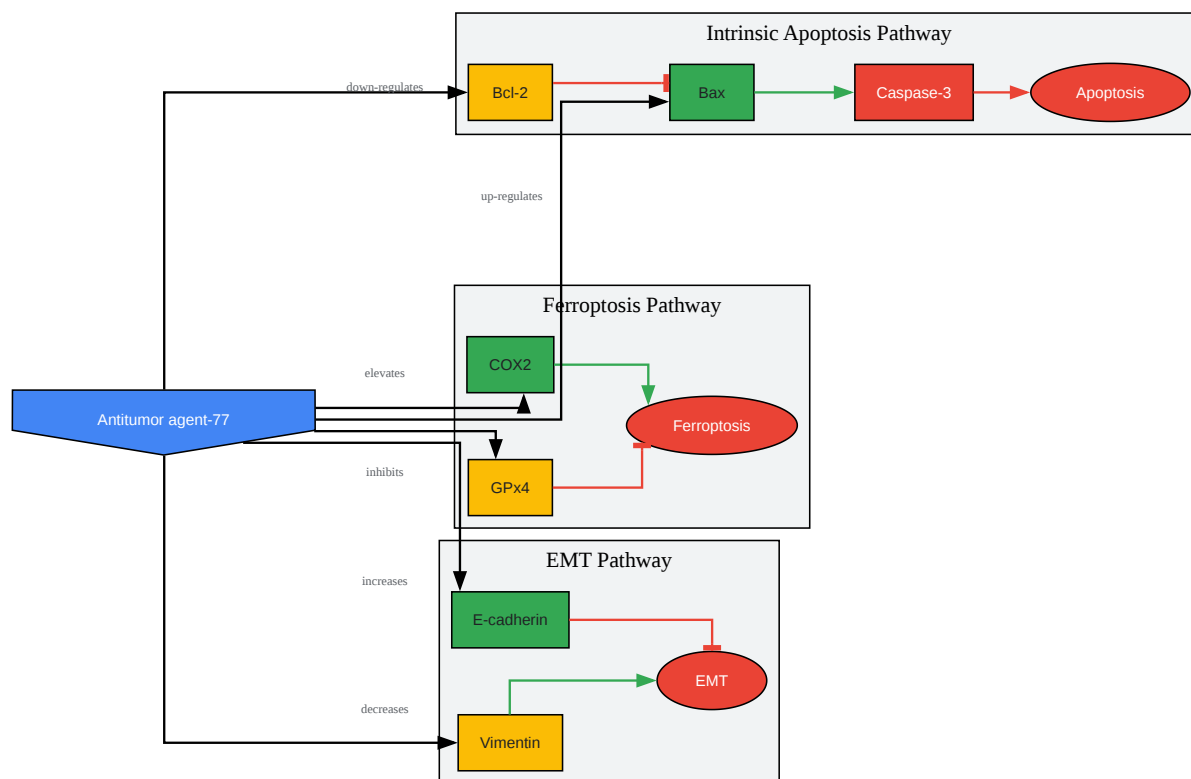 Intrinsic Apoptosis Pathway
down-regulates
Bcl-2
Bax
Caspase-3
Apoptosis
up-regulates
Ferroptosis Pathway
COX2
elevates
Antitumor agent-77
Ferroptosis
inhibits
GPx4
EMT Pathway
increases
E-cadherin
EMT
decreases
Vimentin